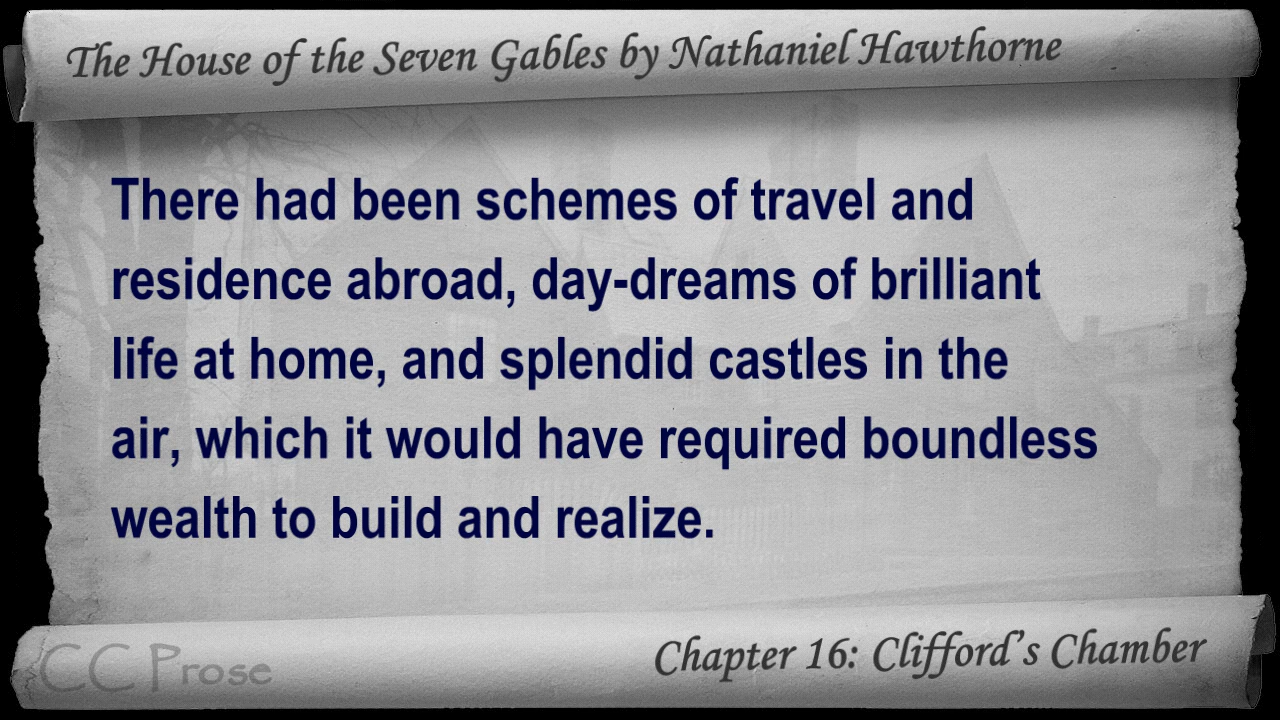 The House of the Seven Gables by Nathaniel Hawthorne
There had been schemes of travel and
residence abroad, day-dreams of brilliant
life at home, and splendid castles in the
air, which it would have required boundless
wealth to build and realize.
CC Prose
Chapter 16: Clifford's Chamber